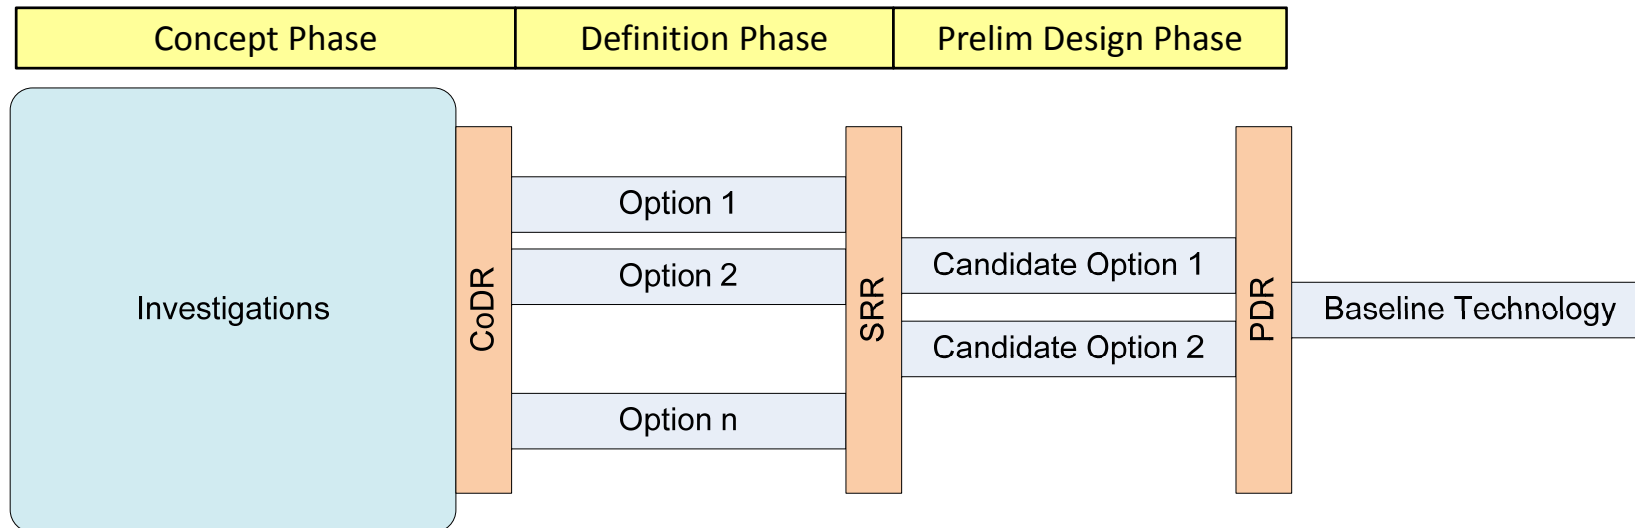 Concept Phase
Definition Phase
Prelim Design Phase
Investigations
CoDR
Option 1
Option 2
Option n
SRR
Candidate Option 1
Candidate Option 2
PDR
Baseline Technology